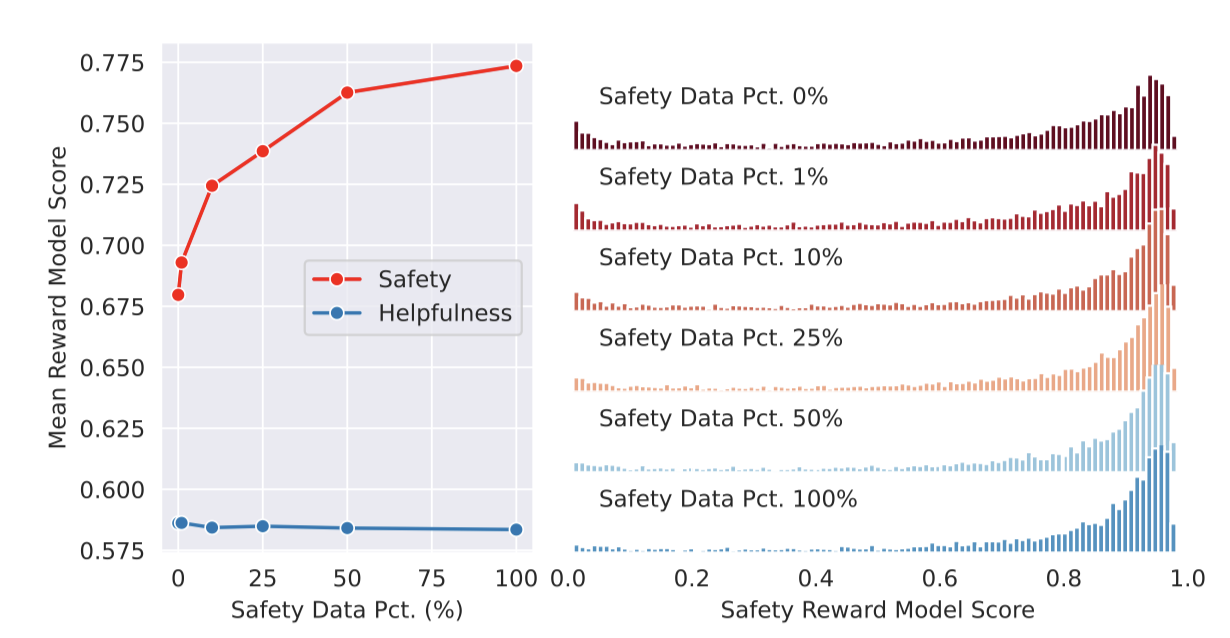 Mean Reward Model Score
0.775
0.750
0.725
0.700
0.675
0.650
0.625
0.600
0.575
Safety
Helpfulness
0 25 50 75 100
Safety Data Pct. (%)
Safety Data Pct. 0%
Safety Data Pct. 1%
Safety Data Pct. 10%
Safety Data Pct. 25%
Safety Data Pct. 50%
Safety Data Pct. 100%
0.0 0.2 0.4 0.6 0.8 1.0
Safety Reward Model Score